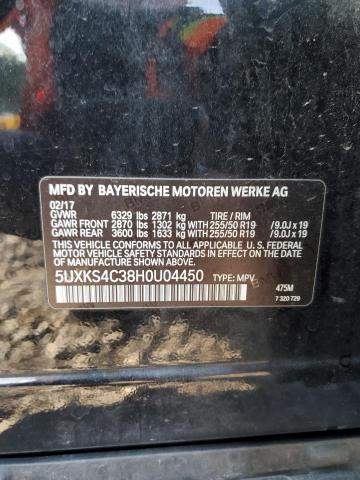 MFD BY BAYERISCHE MOTOREN WERKE AG
02/17
GVWR 6329 lbs 2871 kg TIRE / RIM
GAWR FRONT 2870 lbs 1302 kg WITH 255/50 R19 /9.0J x 19
GAWR REAR 3600 lbs 1633 kg WITH 255/50 R19 /9.0J x 19
THIS VEHICLE CONFORMS TO ALL APPLICABLE U. S. FEDERAL
MOTOR VEHICLE SAFETY STANDARDS IN EFFECT
ON THE DATE OF MANUFACTURE SHOWN ABOVE.
5UXKS4C38H0U04450 TYPE: MPV
475M
7 320 729